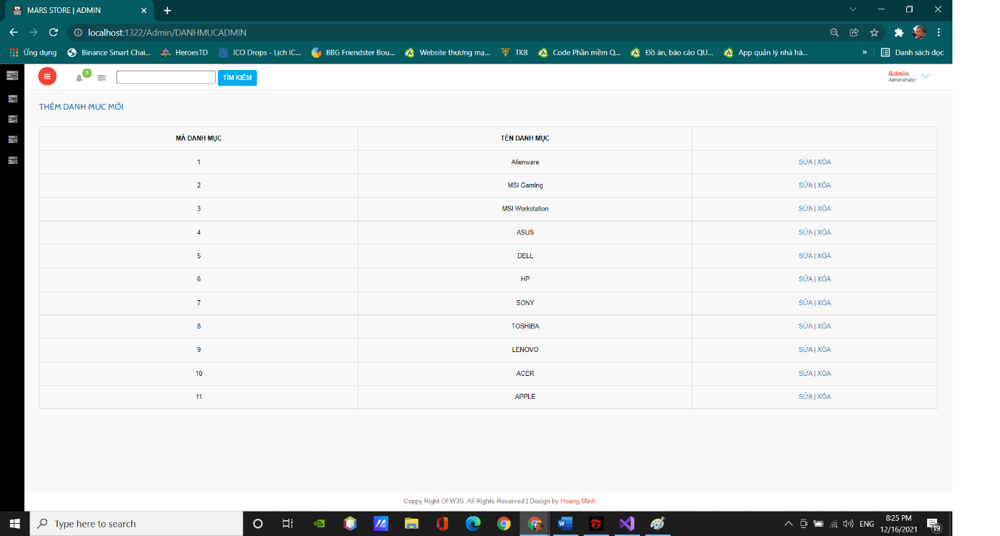 MARS STORE | ADMIN
localhost:1322/Admin/DANHMUCADMIN
Ứng dụng Binance Smart Chai... HeroesTD ICO Drops - Lịch IC... BBG Friendster Bou... Website thương mạ... TKB Code Phần mềm Q... Đồ án, báo cáo QU... App quản lý nhà hà... » Danh sách đọc
3 TÌM KIẾM Admin
Administrator
THÊM DANH MỤC MỚI
MÃ DANH MỤC TÊN DANH MỤC
1 Alienware SỬA | XÓA
2 MSI Gaming SỬA | XÓA
3 MSI Workstation SỬA | XÓA
4 ASUS SỬA | XÓA
5 DELL SỬA | XÓA
6 HP SỬA | XÓA
7 SONY SỬA | XÓA
8 TOSHIBA SỬA | XÓA
9 LENOVO SỬA | XÓA
10 ACER SỬA | XÓA
11 APPLE SỬA | XÓA
Coppy Right Of W3S. All Rights Reserved | Design by Hoang Minh.
Type here to search ENG 8:25 PM
12/16/2021 19